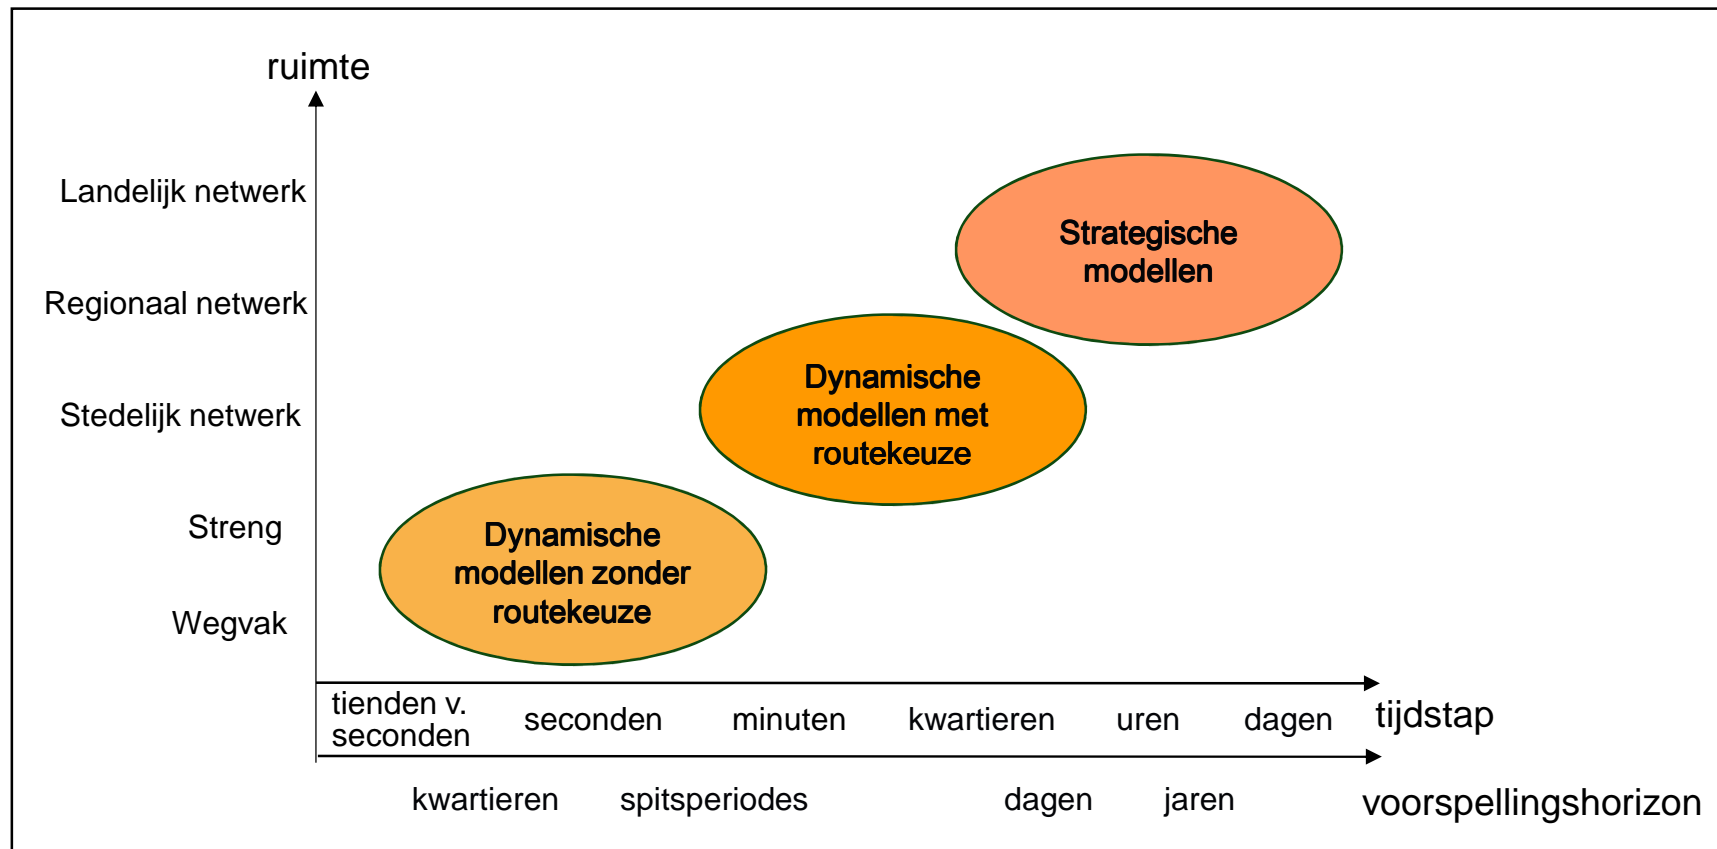 ruimte
Landelijk netwerk
Regionaal netwerk
Stedelijk netwerk
Streng
Wegvak
Strategische
modellen
Dynamische
modellen met
routekeuze
Dynamische
modellen zonder
routekeuze
tienden v.
seconden
seconden
minuten
kwartieren
uren
dagen
tijdstap
kwartieren
spitsperiodes
dagen
jaren
voorspellingshorizon